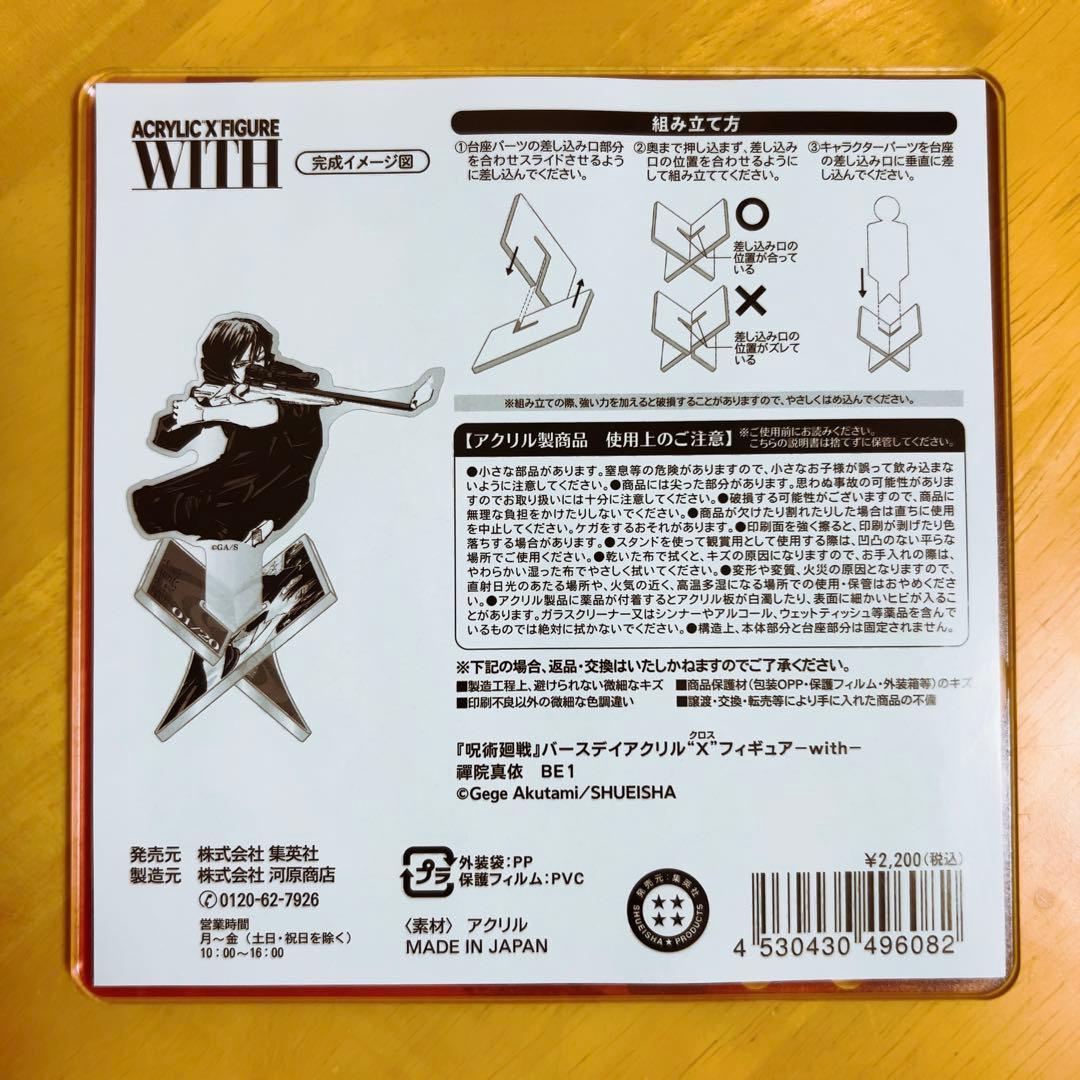 ACRYLIC "X" FIGURE
WITH
完成イメージ図
組み立て方
①台座パーツの差し込み口部分
を合わせスライドさせるよう
に差し込んでください。
②奥まで押し込まず、差し込み
口の位置を合わせるように
差して組み立ててください。
③キャラクターパーツを台座
の差し込み口に垂直に差
し込んでください。
差し込み口の
位置が合って
いる
差し込み口の
位置がズレて
いる
※組み立ての際、強い力を加えると破損することがありますので、やさしくはめ込んでください。
【アクリル製商品 使用上のご注意】
※ご使用前にお読みください。
こちらの説明書は捨てずに保管してください。
●小さな部品があります。窒息等の危険がありますので、小さなお子様が誤って飲み込まな
いように注意してください。●商品には尖った部分があります。思わぬ事故の可能性がありま
すのでお取り扱いには十分に注意してください。●破損する可能性がございますので、商品に
無理な負担をかけたりしないでください。●商品が欠けたり割れたりした場合は直ちに使用
を中止してください。ケガをするおそれがあります。●印刷面を強く擦ると、印刷が剥げたり色
落ちする場合があります。●スタンドを使って観賞用として使用する際は、凹凸のない平らな
場所でご使用ください。●乾いた布で拭くと、キズの原因になりますので、お手入れの際は、
やわらかい湿った布でやさしく拭いてください。●変形や変質、火災の原因となりますので、
直射日光のあたる場所や、火気の近く、高温多湿になる場所での使用・保管はおやめくださ
い。●アクリル製品に薬品が付着するとアクリル板が白濁したり、表面に細かいヒビが入るこ
とがあります。ガラスクリーナー又はシンナーやアルコール、ウェットティッシュ等薬品を含んで
いるものでは絶対に拭かないでください。●構造上、本体部分と台座部分は固定されません。
©GA/S
01/20
※下記の場合、返品・交換はいたしかねますのでご了承ください。
■製造工程上、避けられない微細なキズ ■商品保護材(包装OPP・保護フィルム・外装箱等)のキズ
■印刷不良以外の微細な色調違い ■譲渡・交換・転売等により手に入れた商品の不備
クロス
『呪術廻戦』バースデイアクリル“X”フィギュア－with－
禪院真依 BE1
©Gege Akutami/SHUEISHA
発売元 株式会社 集英社
製造元 株式会社 河原商店
0120-62-7926
営業時間
月～金（土日・祝日を除く）
10：00～16：00
プラ
外装袋：PP
保護フィルム：PVC
〈素材〉 アクリル
MADE IN JAPAN
発売元：集英社
SHUEISHA★PRODUCTS
¥2,200(税込)
4 530430 496082